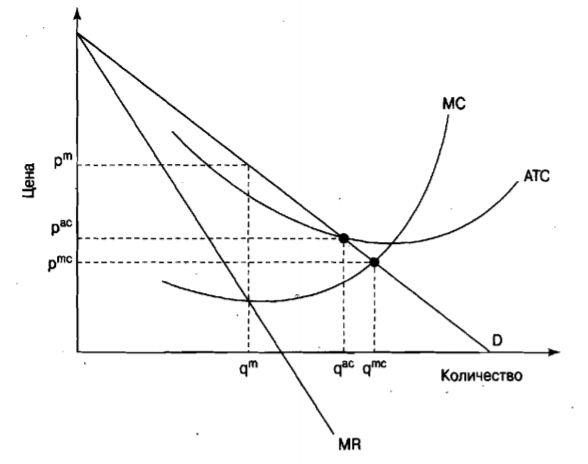 Цена
p^m
p^ac
p^mc
MC
ATC
D
q^m
q^ac
q^mc
Количество
MR